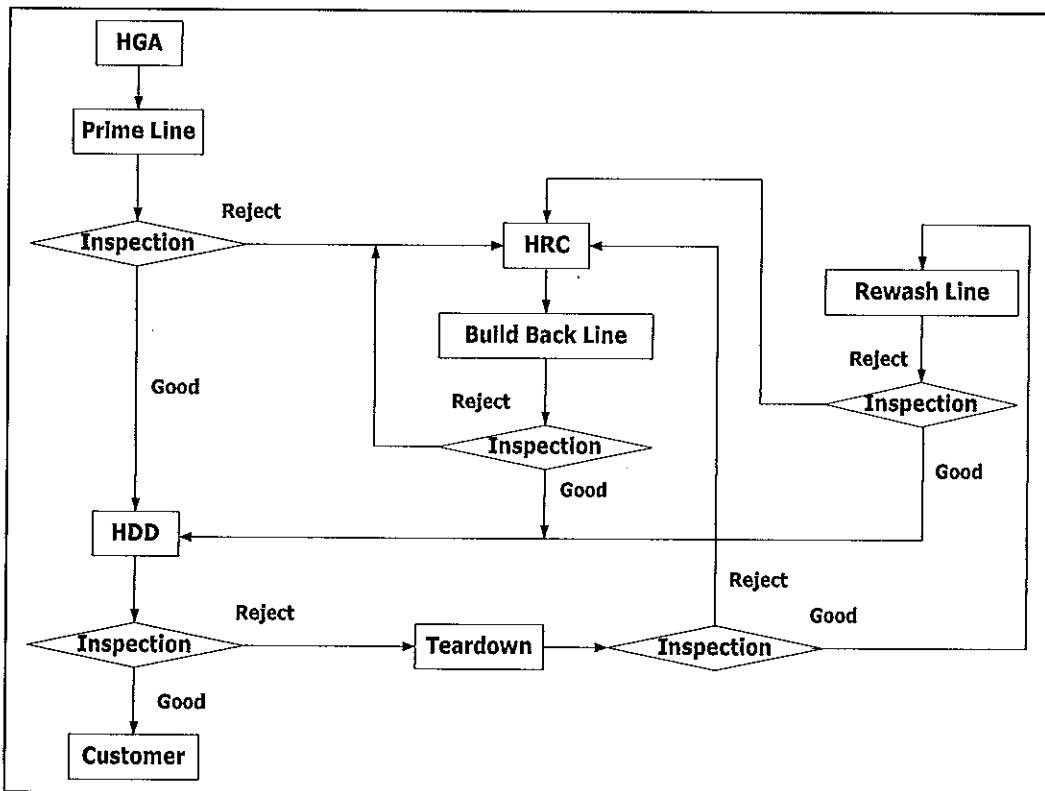 HGA
Prime Line
Reject
Inspection
HRC
Rewash Line
Build Back Line
Reject
Good
Reject
Inspection
Inspection
Good
Good
HDD
Reject
Reject
Good
Inspection
Teardown
Inspection
Good
Customer